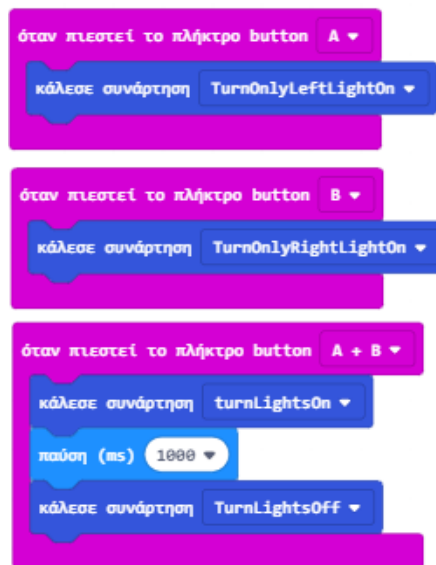 όταν πιεστεί το πλήκτρο button A
κάλεσε συνάρτηση TurnOnlyLeftLightOn
όταν πιεστεί το πλήκτρο button B
κάλεσε συνάρτηση TurnOnlyRightLightOn
όταν πιεστεί το πλήκτρο button A + B
κάλεσε συνάρτηση turnLightsOn
παύση (ms) 1000
κάλεσε συνάρτηση TurnLightsOff